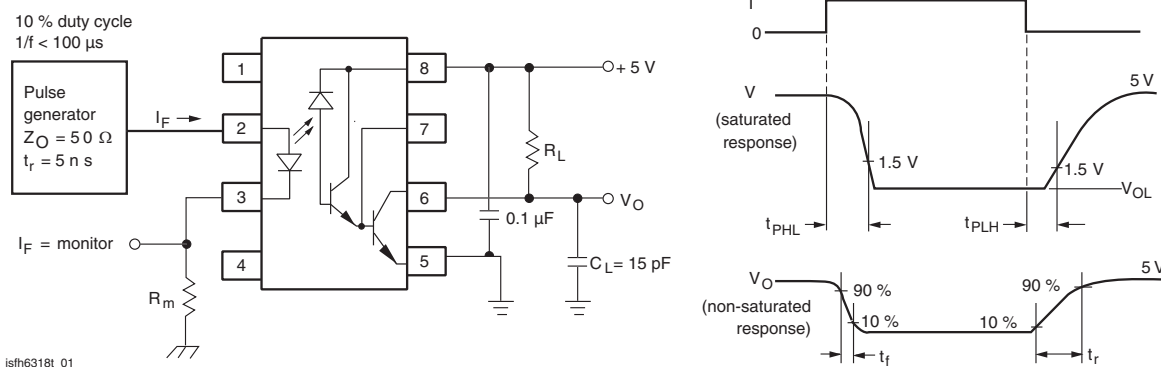 10 % duty cycle
1/f < 100 µs
Pulse
generator
Z_O = 50 Ω
t_r = 5 n s
I_F
1
2
3
4
8
7
6
5
+ 5 V
R_L
V_O
0.1 µF
C_L = 15 pF
I_F = monitor
R_m
isfh6318t_01
0
V
(saturated
response)
5 V
1.5 V
1.5 V
V_OL
t_PHL
t_PLH
V_O
(non-saturated
response)
90 %
10 %
10 %
90 %
5 V
t_f
t_r